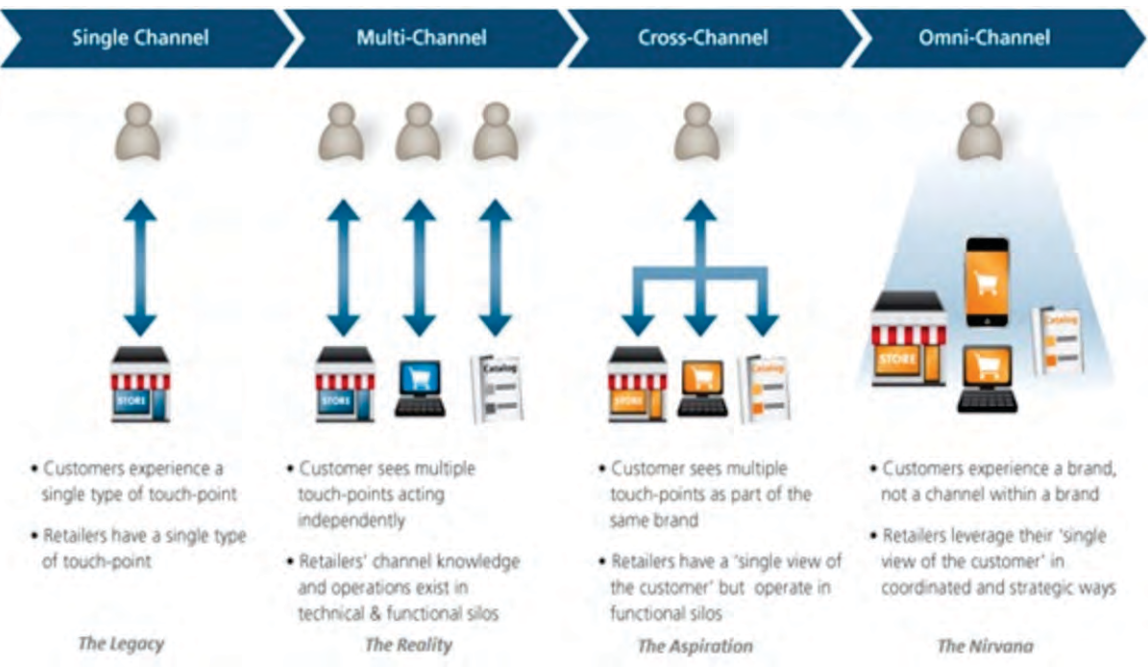 Single Channel
Multi-Channel
Cross-Channel
Omni-Channel
STORE
STORE
Catalog
STORE
Catalog
STORE
Catalog
• Customers experience a
single type of touch-point
• Retailers have a single type
of touch-point
The Legacy
• Customer sees multiple
touch-points acting
independently
• Retailers' channel knowledge
and operations exist in
technical & functional silos
The Reality
• Customer sees multiple
touch-points as part of the
same brand
• Retailers have a 'single view of
the customer' but operate in
functional silos
The Aspiration
• Customers experience a brand,
not a channel within a brand
• Retailers leverage their 'single
view of the customer' in
coordinated and strategic ways
The Nirvana